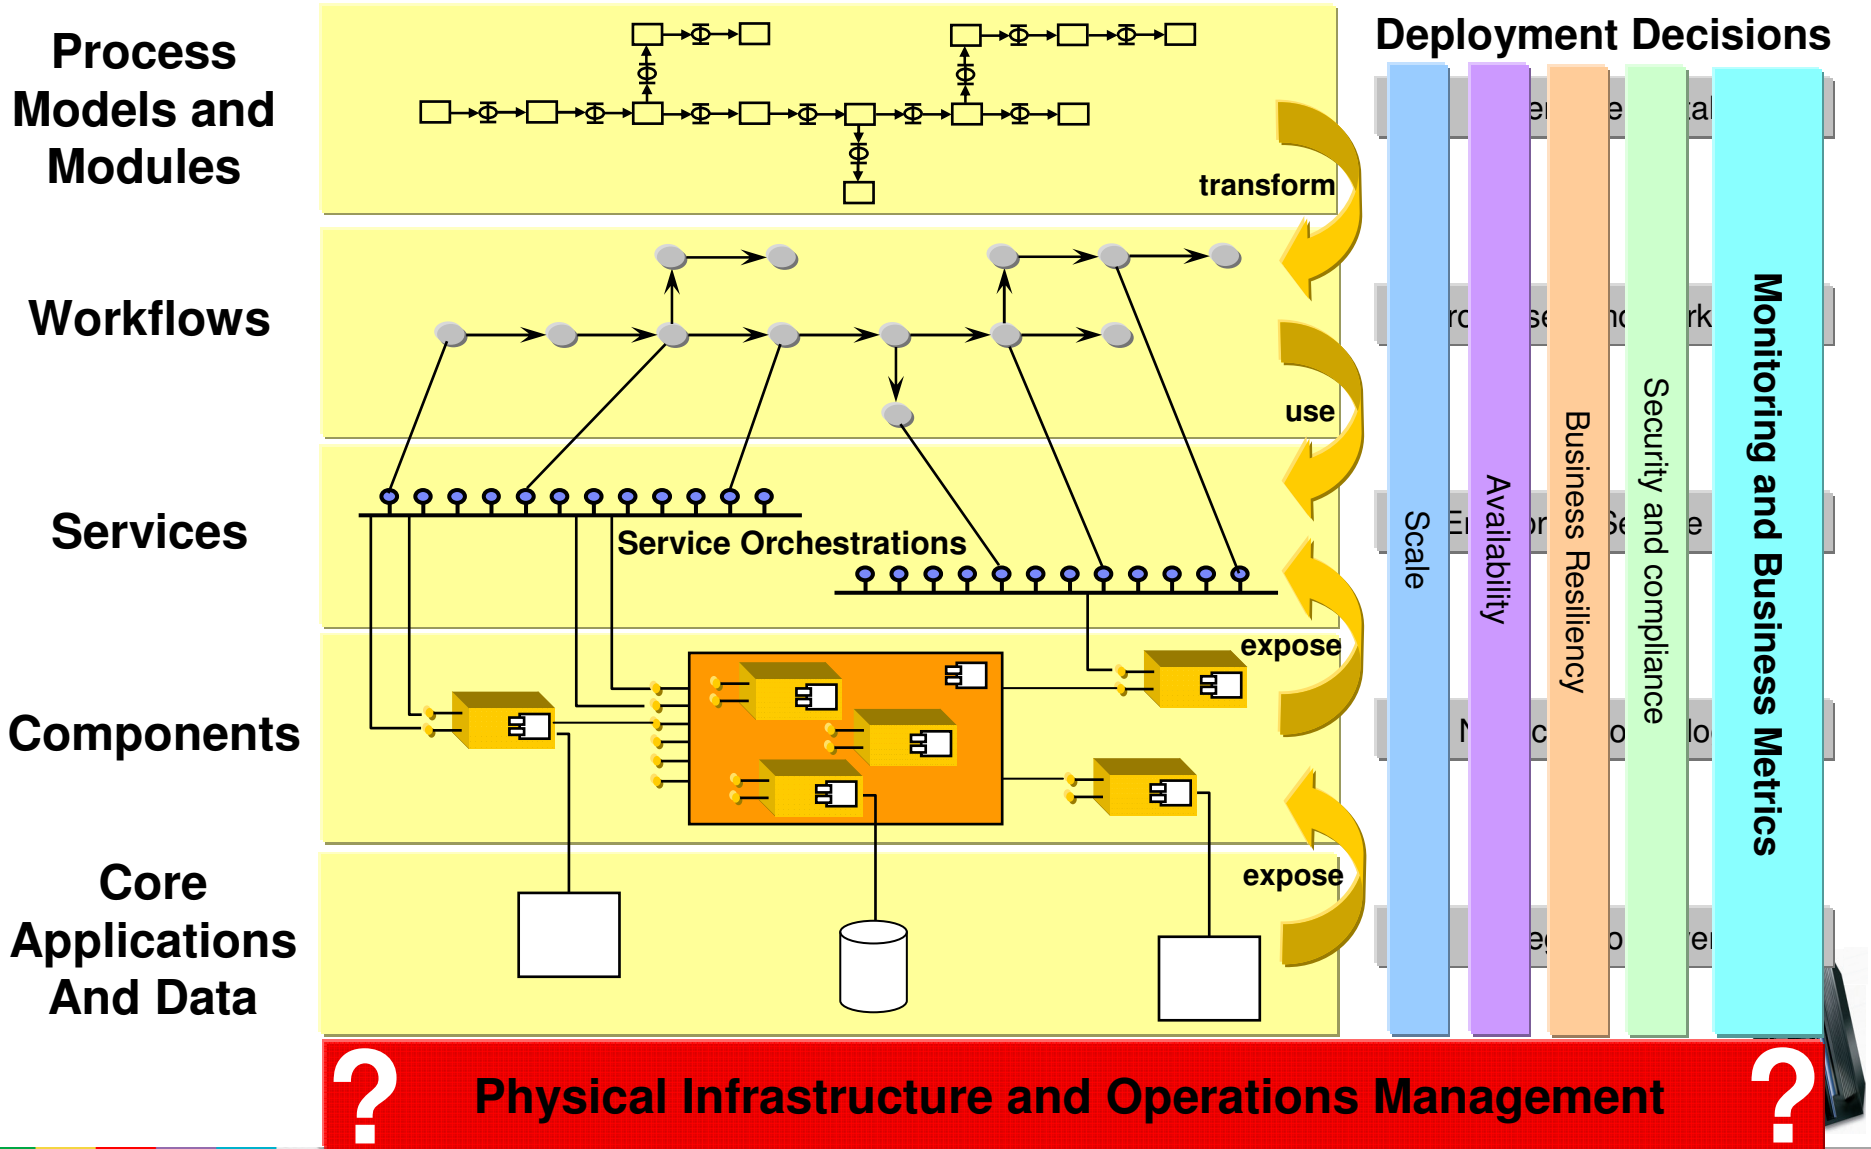 Process
Models and
Modules
Deployment Decisions
transform
Workflows
use
Services
Service Orchestrations
expose
Components
expose
Core
Applications
And Data
Scale
Availability
Business Resiliency
Security and compliance
Monitoring and Business Metrics
? Physical Infrastructure and Operations Management ?